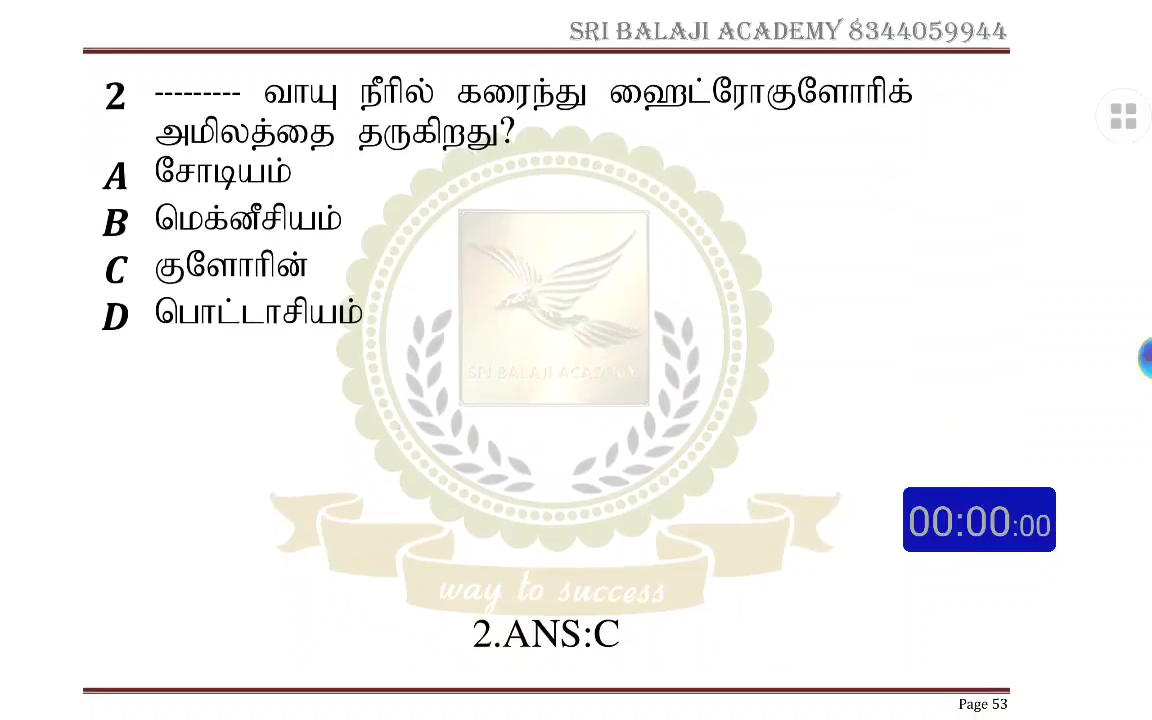 SRI BALAJI ACADEMY 8344059944
2 --------- வாயு நீரில் கரைந்து ஹைட்ரோகுளோரிக்
அமிலத்தை தருகிறது?
A சோடியம்
B மெக்னீசியம்
C குளோரின்
D பொட்டாசியம்
SRI BALAJI ACADEMY
00:00:00
way to success
2.ANS:C
Page 53